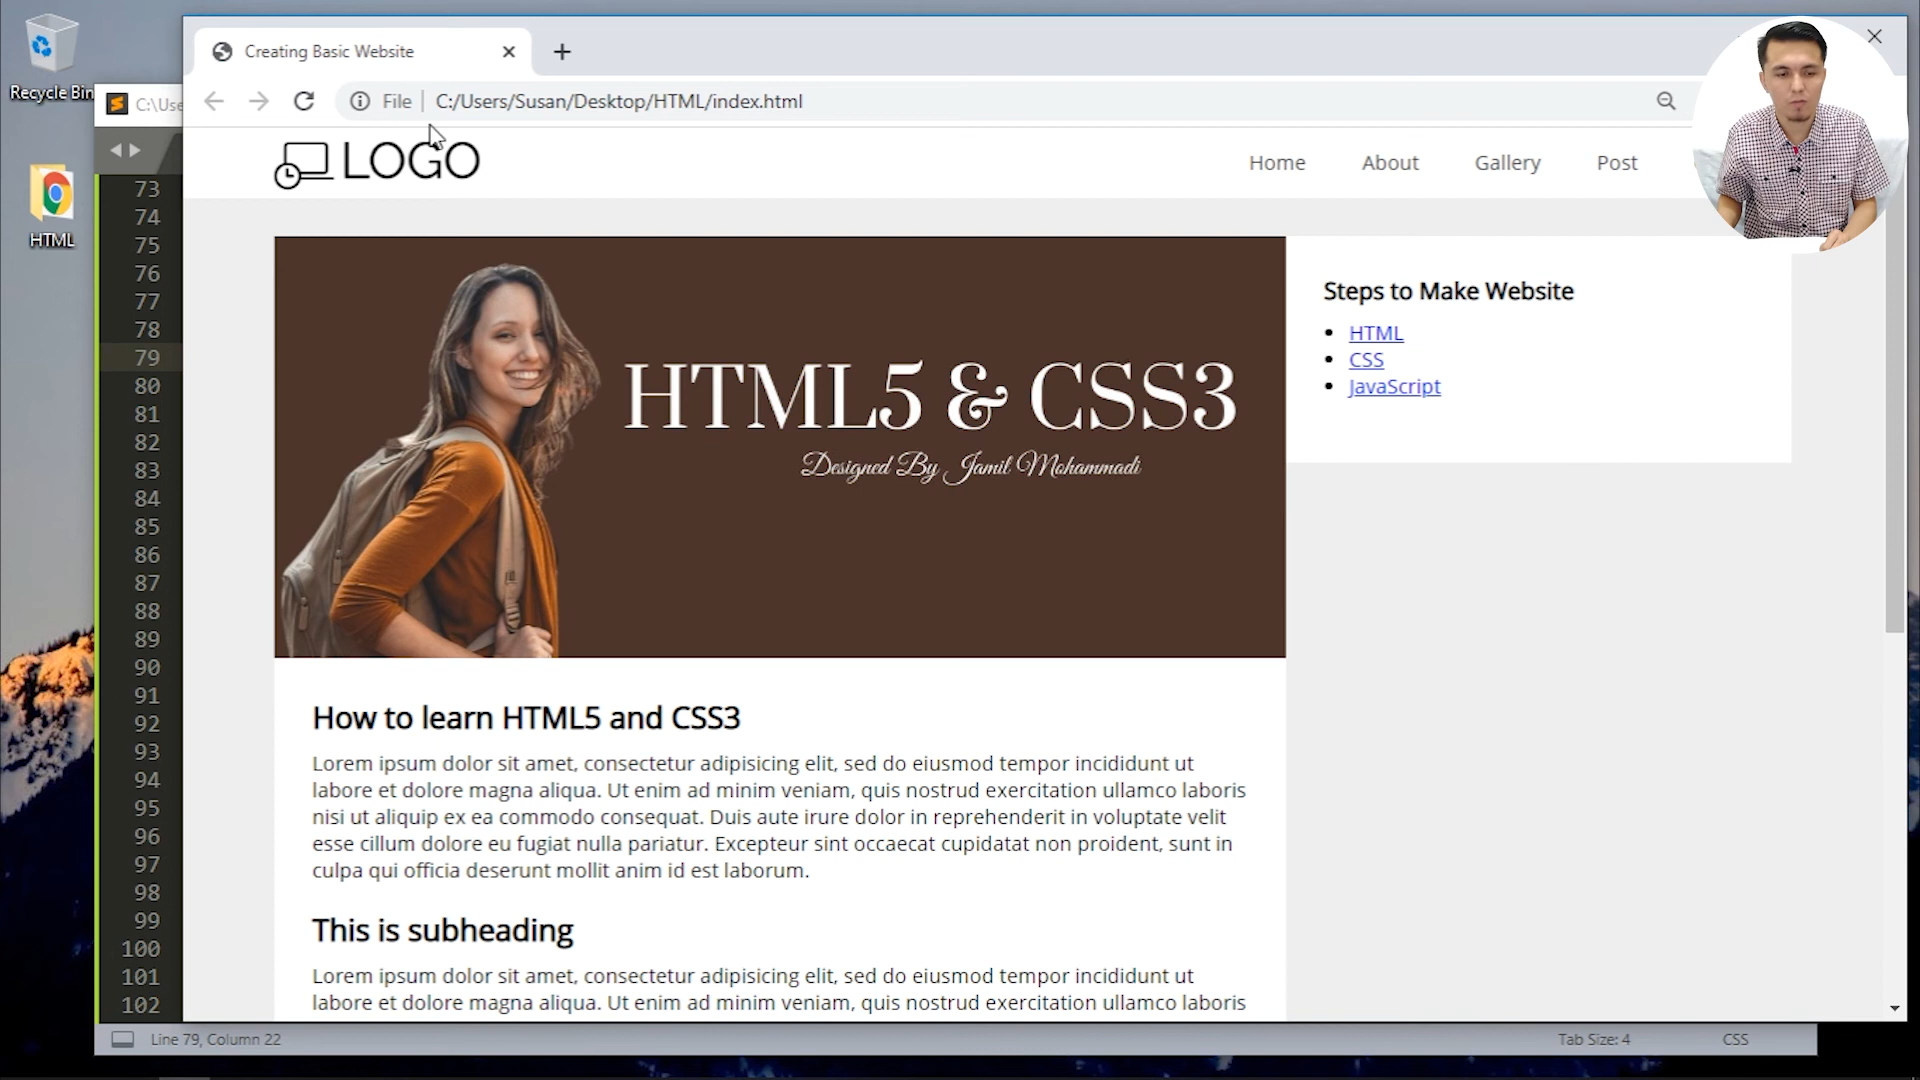 Recycle Bin
HTML
C:\Use
Creating Basic Website
File
C:/Users/Susan/Desktop/HTML/index.html
LOGO
Home
About
Gallery
Post
HTML5 & CSS3
Designed By Jamil Mohammadi
Steps to Make Website
HTML
CSS
JavaScript
How to learn HTML5 and CSS3
Lorem ipsum dolor sit amet, consectetur adipisicing elit, sed do eiusmod tempor incididunt ut
labore et dolore magna aliqua. Ut enim ad minim veniam, quis nostrud exercitation ullamco laboris
nisi ut aliquip ex ea commodo consequat. Duis aute irure dolor in reprehenderit in voluptate velit
esse cillum dolore eu fugiat nulla pariatur. Excepteur sint occaecat cupidatat non proident, sunt in
culpa qui officia deserunt mollit anim id est laborum.
This is subheading
Lorem ipsum dolor sit amet, consectetur adipisicing elit, sed do eiusmod tempor incididunt ut
labore et dolore magna aliqua. Ut enim ad minim veniam, quis nostrud exercitation ullamco laboris
73
74
75
76
77
78
79
80
81
82
83
84
85
86
87
88
89
90
91
92
93
94
95
96
97
98
99
100
101
102
Line 79, Column 22
Tab Size: 4
CSS